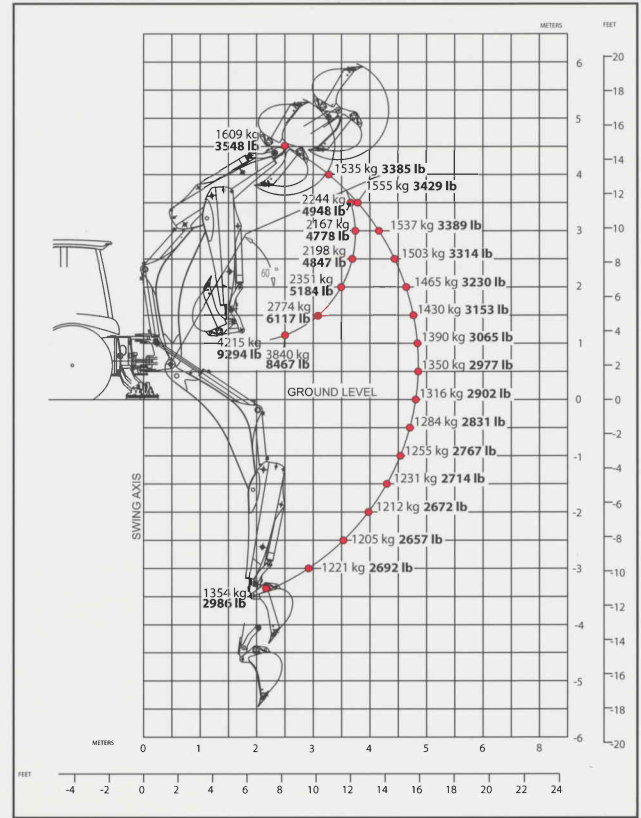 METERS
FEET
6
20
18
5
16
1609 kg
3548 lb
14
1535 kg 3385 lb
4
1555 kg 3429 lb
12
2244
4948 lb
3
10
2167 kg
4778 lb
1537 kg 3389 lb
2198 kg
4847 lb
1503 kg 3314 lb
8
60°
2351 kg
5184 lb
1465 kg 3230 lb
2
6
2774 kg
6117 lb
1430 kg 3153 lb
4
4215 kg
9294 lb
3840 kg
8467 lb
1390 kg 3065 lb
1
2
1350 kg 2977 lb
GROUND LEVEL
1316 kg 2902 lb
0
0
1284 kg 2831 lb
-2
1255 kg 2767 lb
-1
-4
1231 kg 2714 lb
SWING AXIS
-6
1212 kg 2672 lb
-2
-8
1205 kg 2657 lb
1221 kg 2692 lb
-3
-10
1354 kg
2986 lb
-12
-4
-14
-5
-16
-18
-6
-20
METERS
0 1 2 3 4 5 6 7 8
FEET
-4 -2 0 2 4 6 8 10 12 14 16 18 20 22 24